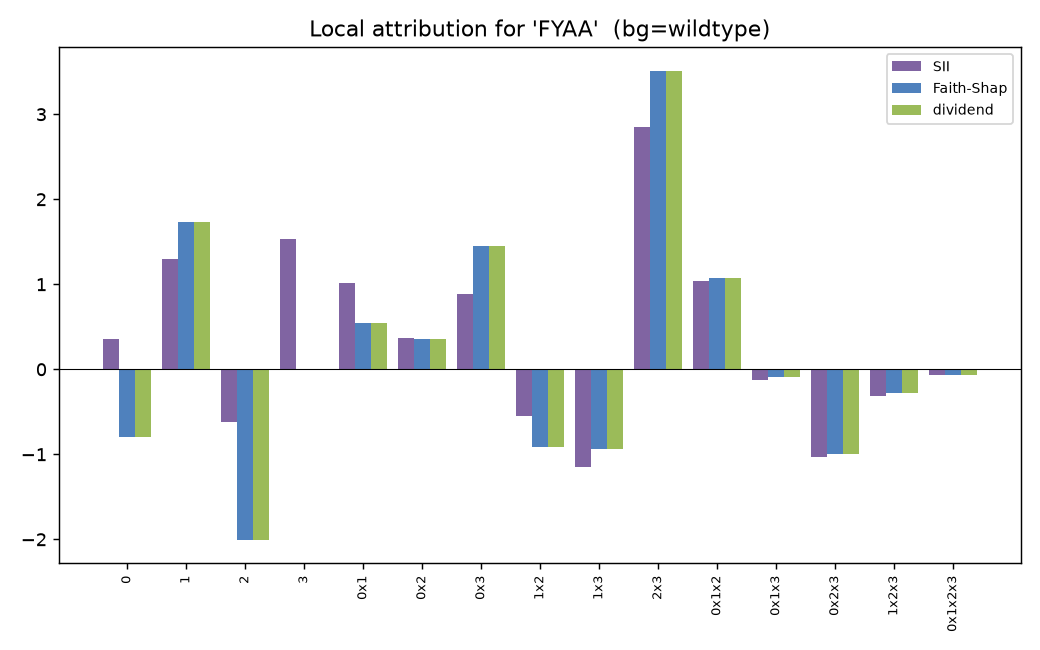 Local attribution for 'FYAA'  (bg=wildtype)
SII
Faith-Shap
dividend
3
2
1
0
−1
−2
0
1
2
3
0x1
0x2
0x3
1x2
1x3
2x3
0x1x2
0x1x3
0x2x3
1x2x3
0x1x2x3